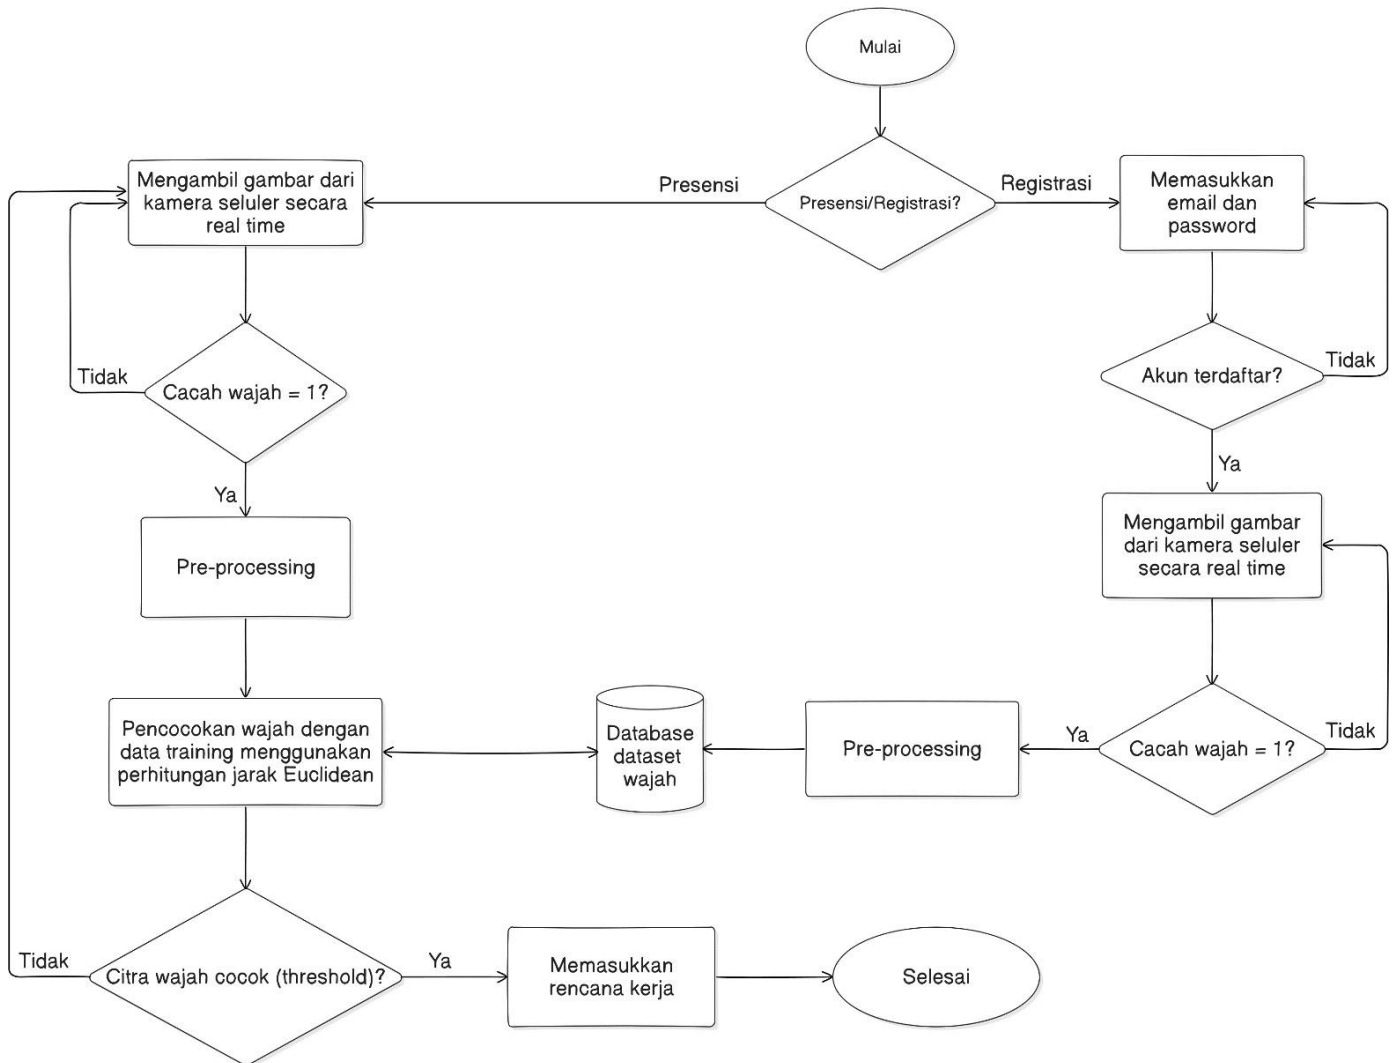 Mulai
Presensi/Registrasi?
Presensi
Registrasi
Mengambil gambar dari
kamera seluler secara
real time
Memasukkan
email dan
password
Cacah wajah = 1?
Tidak
Ya
Akun terdaftar?
Tidak
Ya
Pre-processing
Mengambil gambar
dari kamera seluler
secara real time
Pencocokan wajah dengan
data training menggunakan
perhitungan jarak Euclidean
Database
dataset
wajah
Pre-processing
Ya
Cacah wajah = 1?
Tidak
Tidak
Citra wajah cocok (threshold)?
Ya
Memasukkan
rencana kerja
Selesai